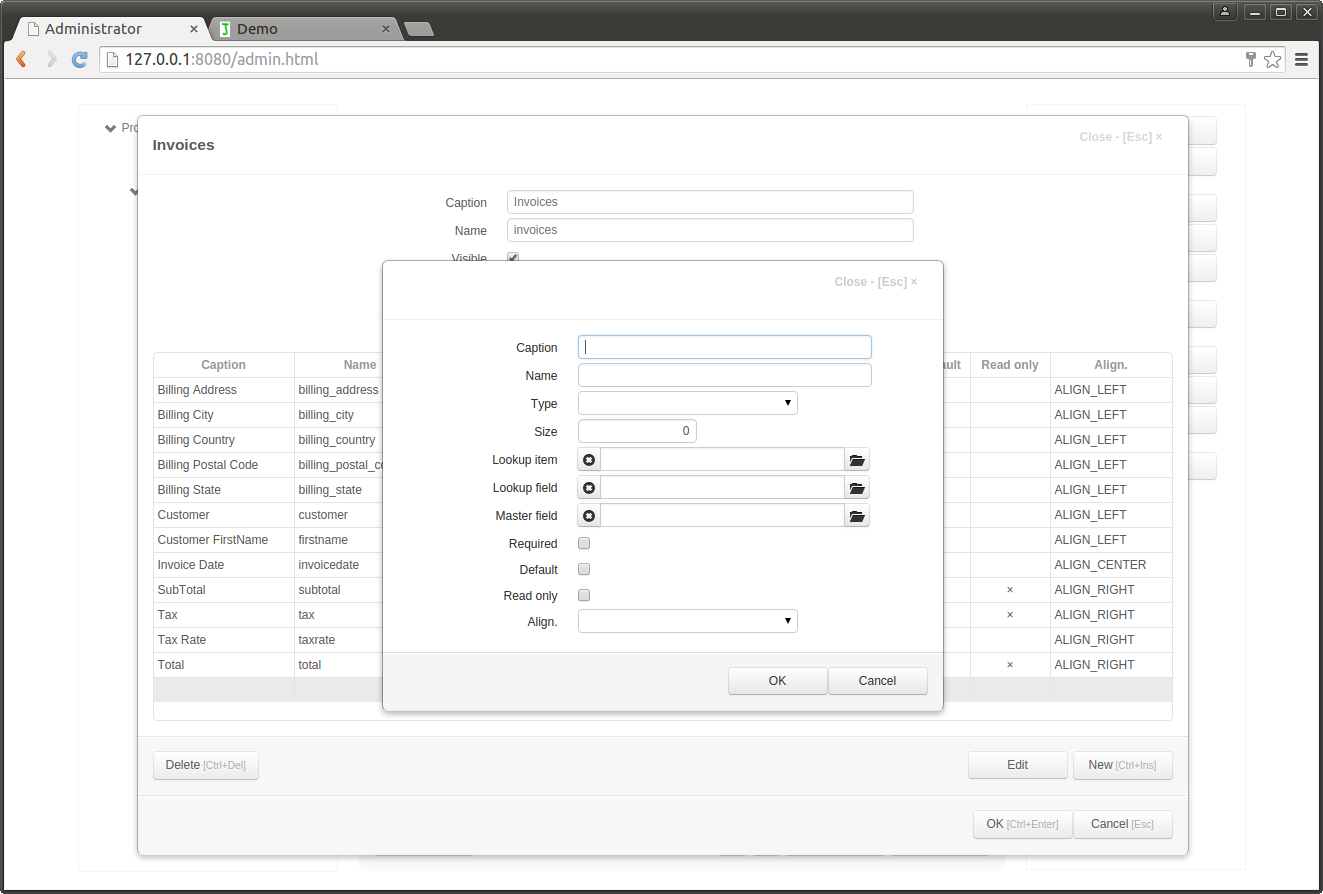 Administrator × Demo ×
127.0.0.1:8080/admin.html
Pro
Invoices Close - [Esc] ×
Caption Invoices
Name invoices
Visible
Close - [Esc] ×
Caption
Name
Type
Size 0
Lookup item
Lookup field
Master field
Required
Default
Read only
Align.
OK Cancel
Caption Name ault Read only Align.
Billing Address billing_address ALIGN_LEFT
Billing City billing_city ALIGN_LEFT
Billing Country billing_country ALIGN_LEFT
Billing Postal Code billing_postal_co ALIGN_LEFT
Billing State billing_state ALIGN_LEFT
Customer customer ALIGN_LEFT
Customer FirstName firstname ALIGN_LEFT
Invoice Date invoicedate ALIGN_CENTER
SubTotal subtotal × ALIGN_RIGHT
Tax tax × ALIGN_RIGHT
Tax Rate taxrate ALIGN_RIGHT
Total total × ALIGN_RIGHT
Delete [Ctrl+Del] Edit New [Ctrl+Ins]
OK [Ctrl+Enter] Cancel [Esc]